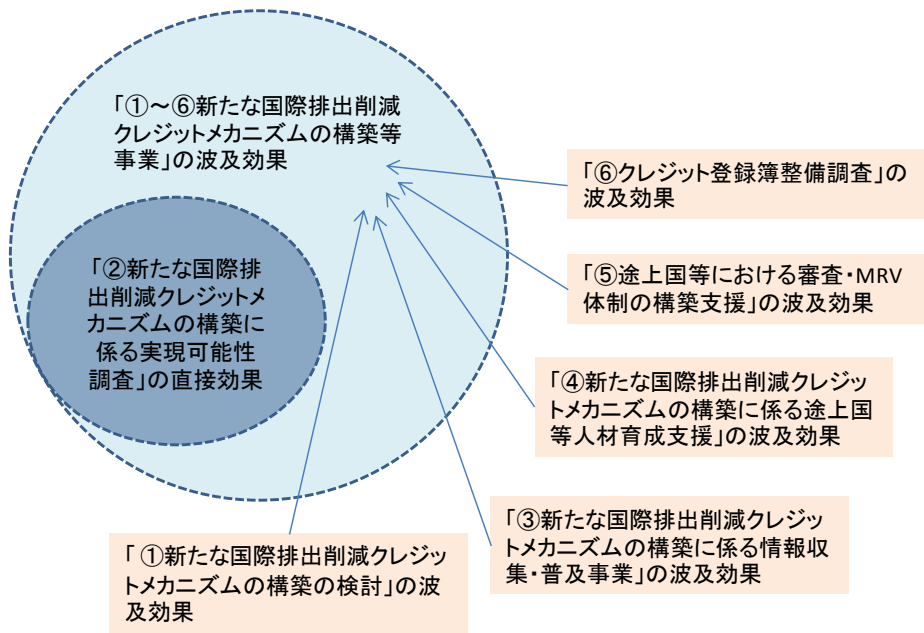 「①～⑥新たな国際排出削減
クレジットメカニズムの構築等
事業」の波及効果
「②新たな国際排
出削減クレジットメ
カニズムの構築に
係る実現可能性
調査」の直接効果
「⑥クレジット登録簿整備調査」の
波及効果
「⑤途上国等における審査・MRV
体制の構築支援」の波及効果
「④新たな国際排出削減クレジッ
トメカニズムの構築に係る途上国
等人材育成支援」の波及効果
「③新たな国際排出削減クレジッ
トメカニズムの構築に係る情報収
集・普及事業」の波及効果
「 ①新たな国際排出削減クレジッ
トメカニズムの構築の検討」の波
及効果